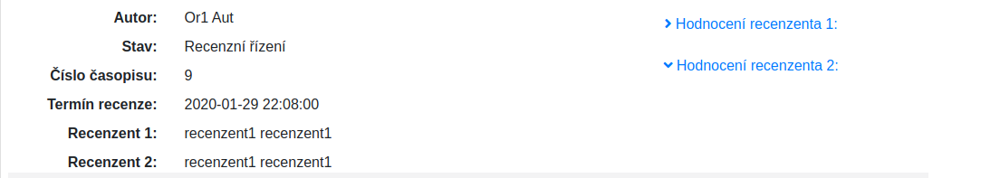 Autor: Or1 Aut
Stav: Recenzní řízení
Číslo časopisu: 9
Termín recenze: 2020-01-29 22:08:00
Recenzent 1: recenzent1 recenzent1
Recenzent 2: recenzent1 recenzent1
Hodnocení recenzenta 1:
Hodnocení recenzenta 2: